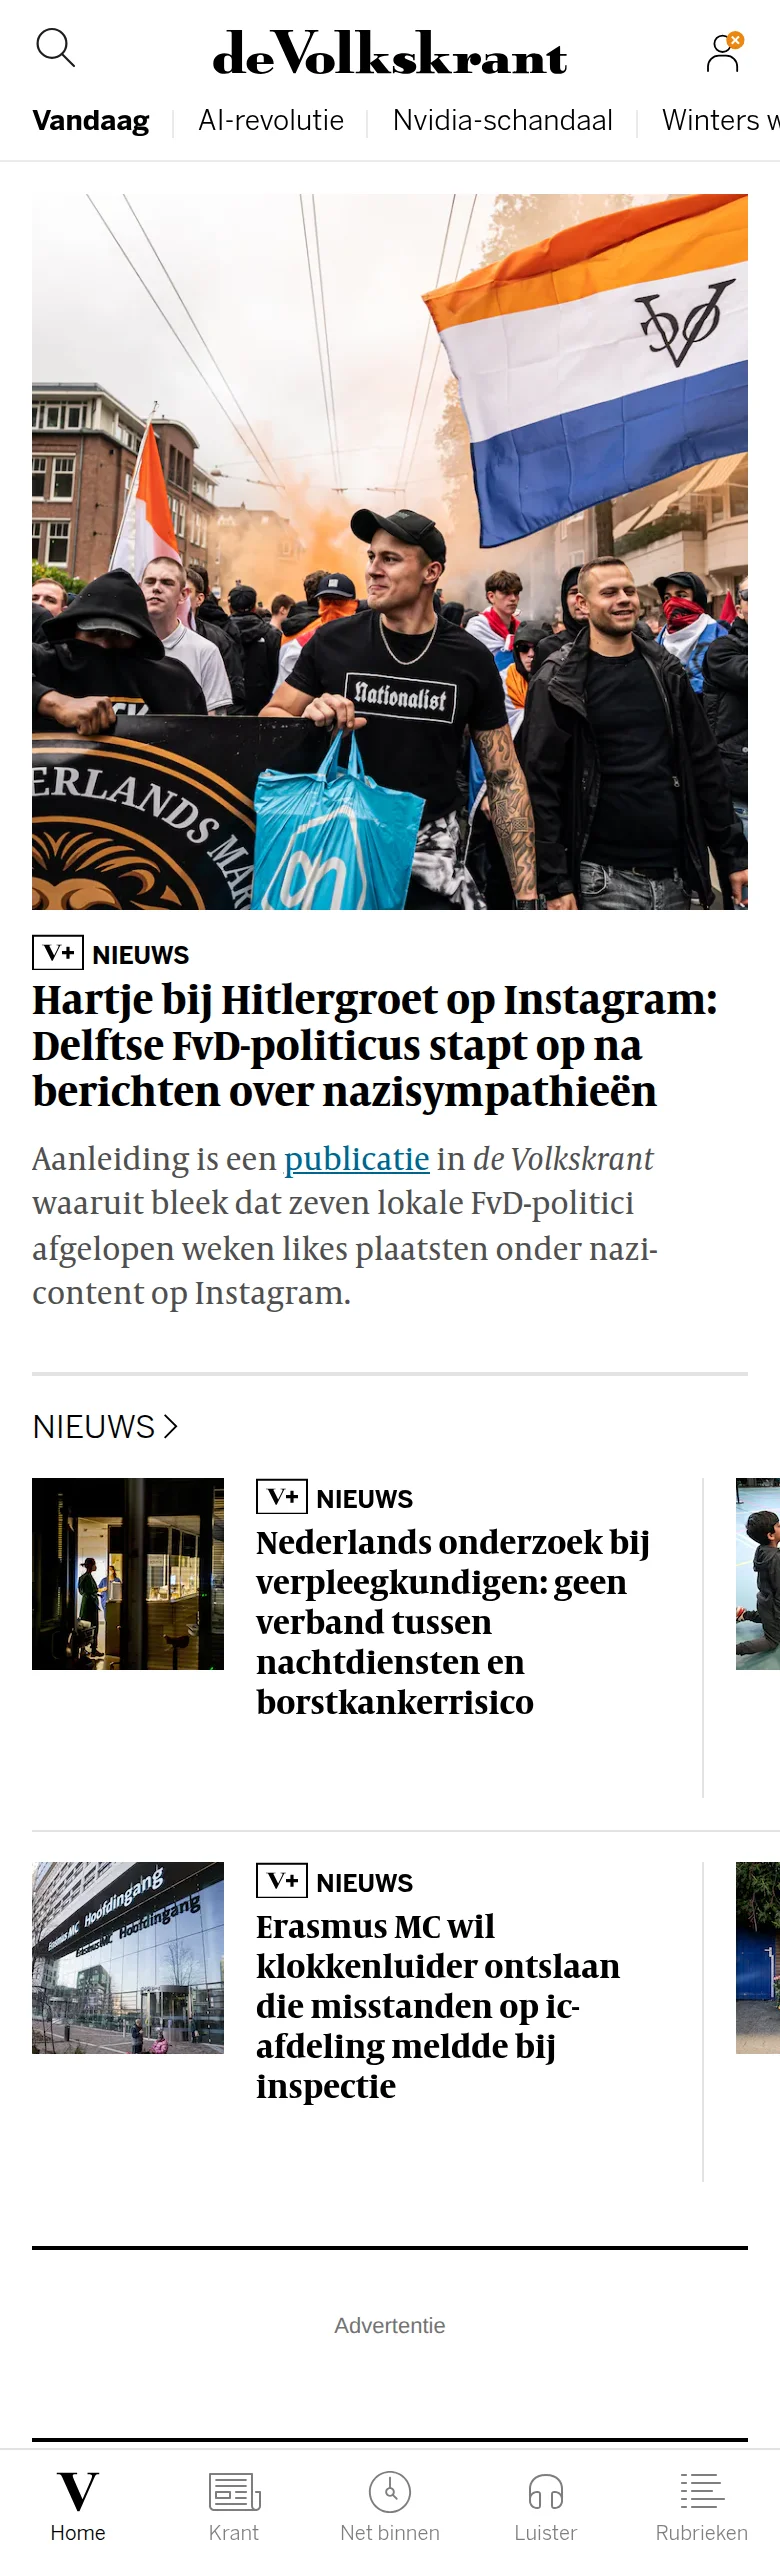 de Volkskrant
Vandaag
AI-revolutie
Nvidia-schandaal
Winters w
Nationalist
ERLANDS MAR
V+ NIEUWS
Hartje bij Hitlergroet op Instagram:
Delftse FvD-politicus stapt op na
berichten over nazisympathieën
Aanleiding is een publicatie in de Volkskrant
waaruit bleek dat zeven lokale FvD-politici
afgelopen weken likes plaatsten onder nazi-
content op Instagram.
NIEUWS
V+ NIEUWS
Nederlands onderzoek bij
verpleegkundigen: geen
verband tussen
nachtdiensten en
borstkankerrisico
Erasmus MC Hoofdingang
Erasmus MC Hoofdingang
V+ NIEUWS
Erasmus MC wil
klokkenluider ontslaan
die misstanden op ic-
afdeling meldde bij
inspectie
Advertentie
V
Home
Krant
Net binnen
Luister
Rubrieken